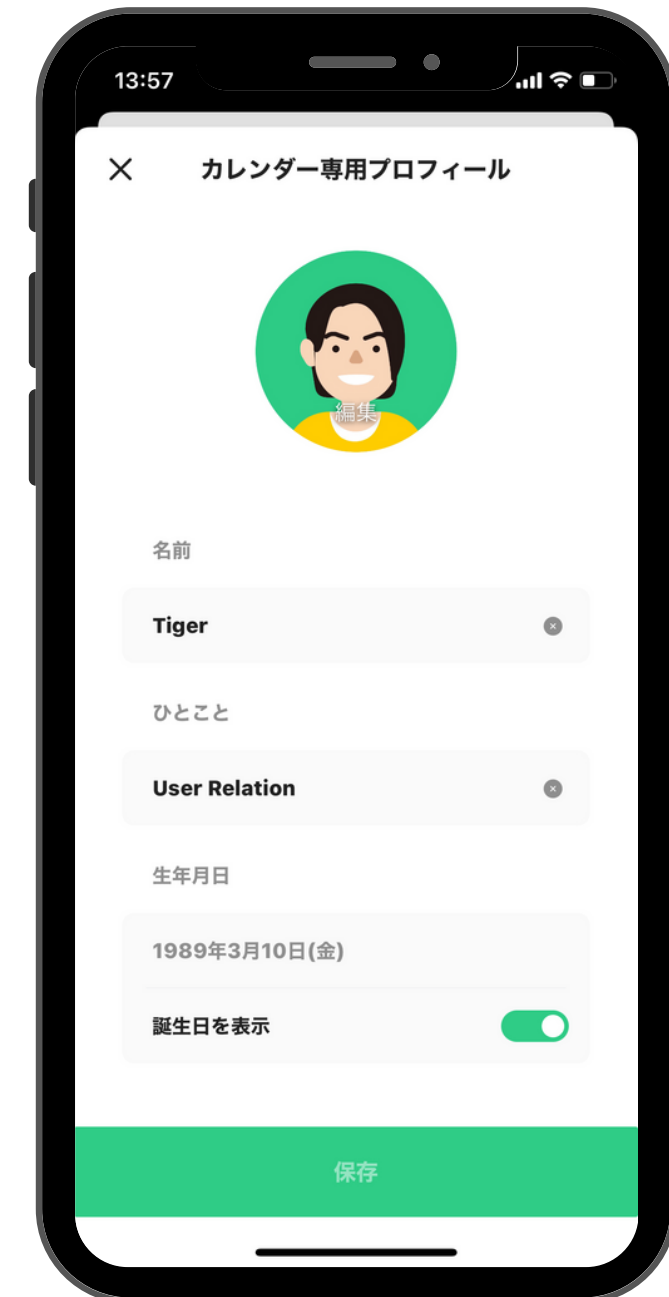 13:57
カレンダー専用プロフィール
編集
名前
Tiger
ひとこと
User Relation
生年月日
1989年3月10日(金)
誕生日を表示
保存